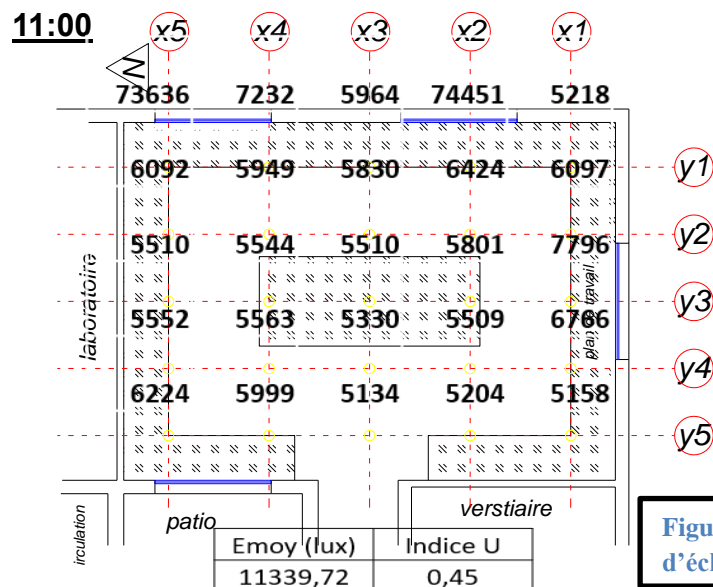 11:00
x5 x4 x3 x2 x1
N
73636 7232 5964 74451 5218
6092 5949 5830 6424 6097
y1
y2
5510 5544 5510 5801 7796
laboratoire
plan de travail
y3
5552 5563 5330 5509 6766
y4
6224 5999 5134 5204 5158
y5
irculation
patio
verstiaire
Emoy (lux) Indice U
11339,72 0,45
Figu
d'écl